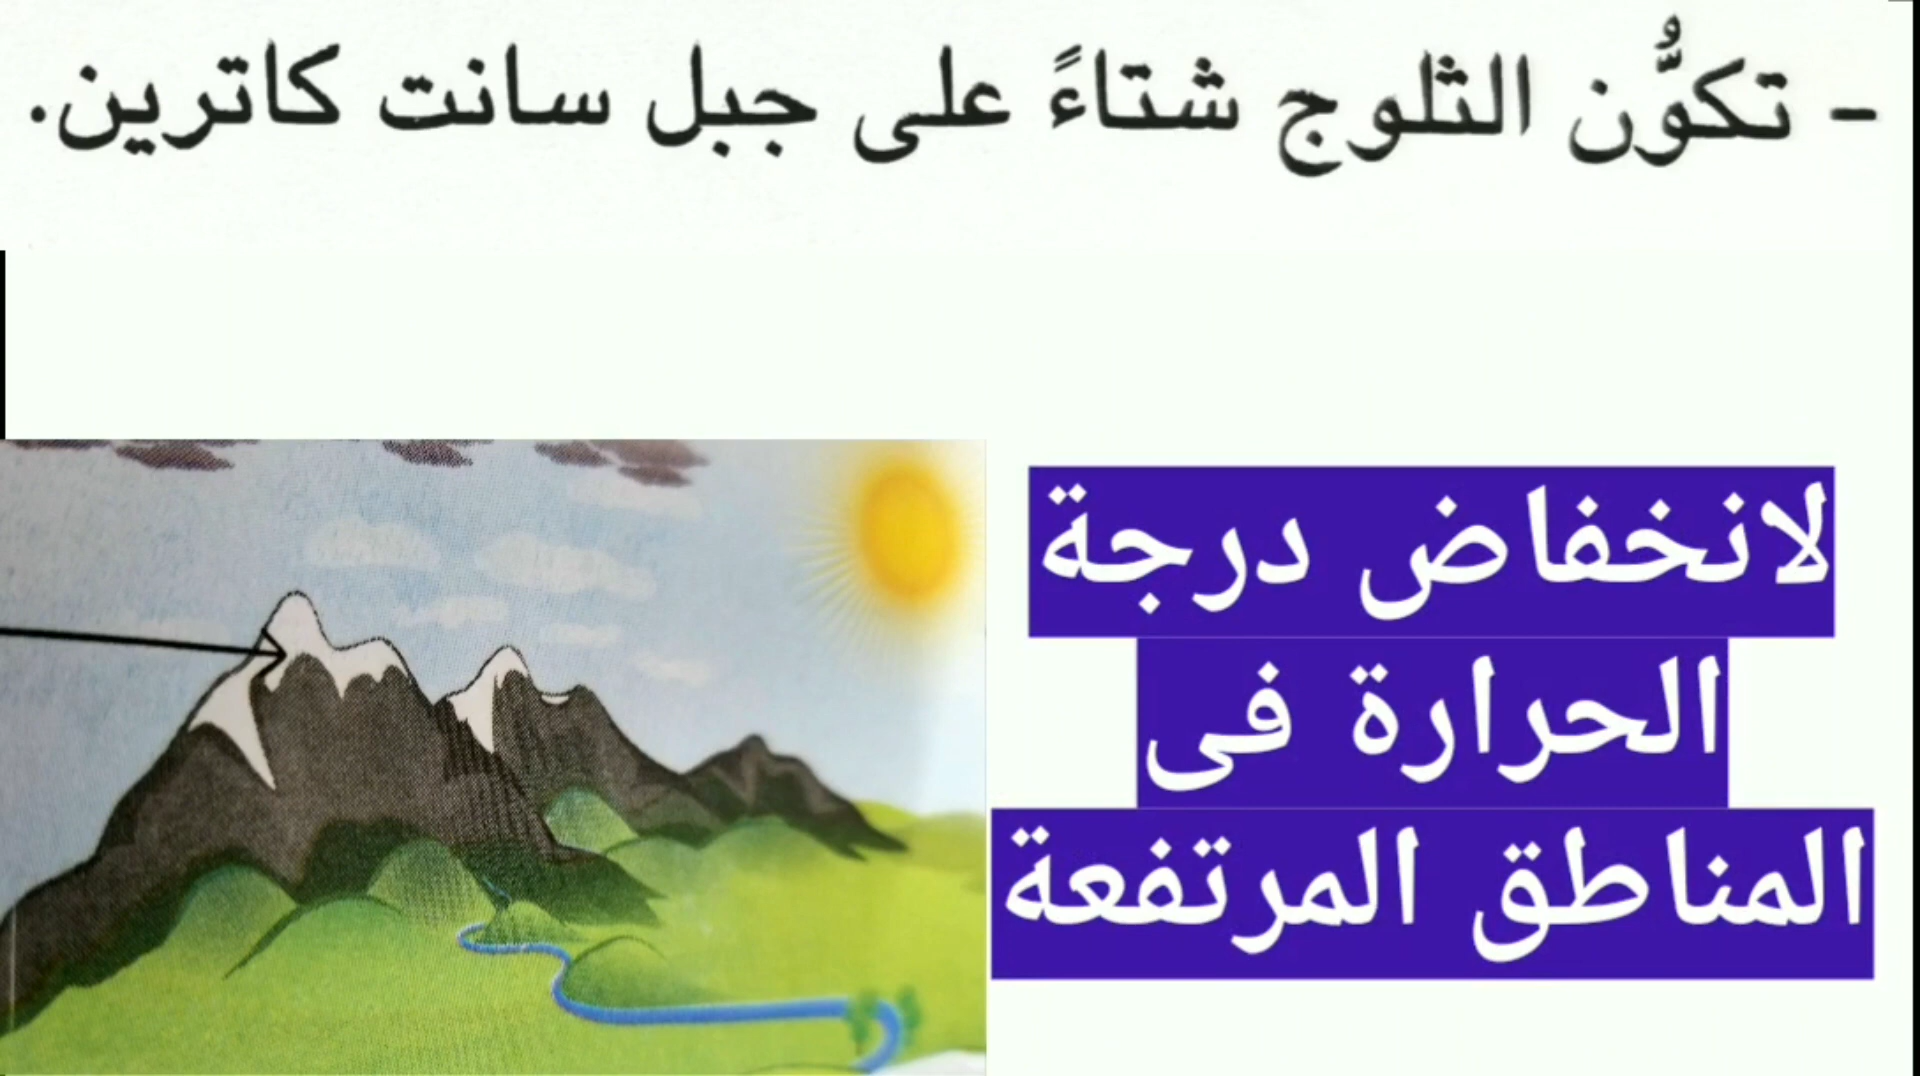 - تكوُّن الثلوج شتاءً على جبل سانت كاترين.
لانخفاض درجة
الحرارة فى
المناطق المرتفعة